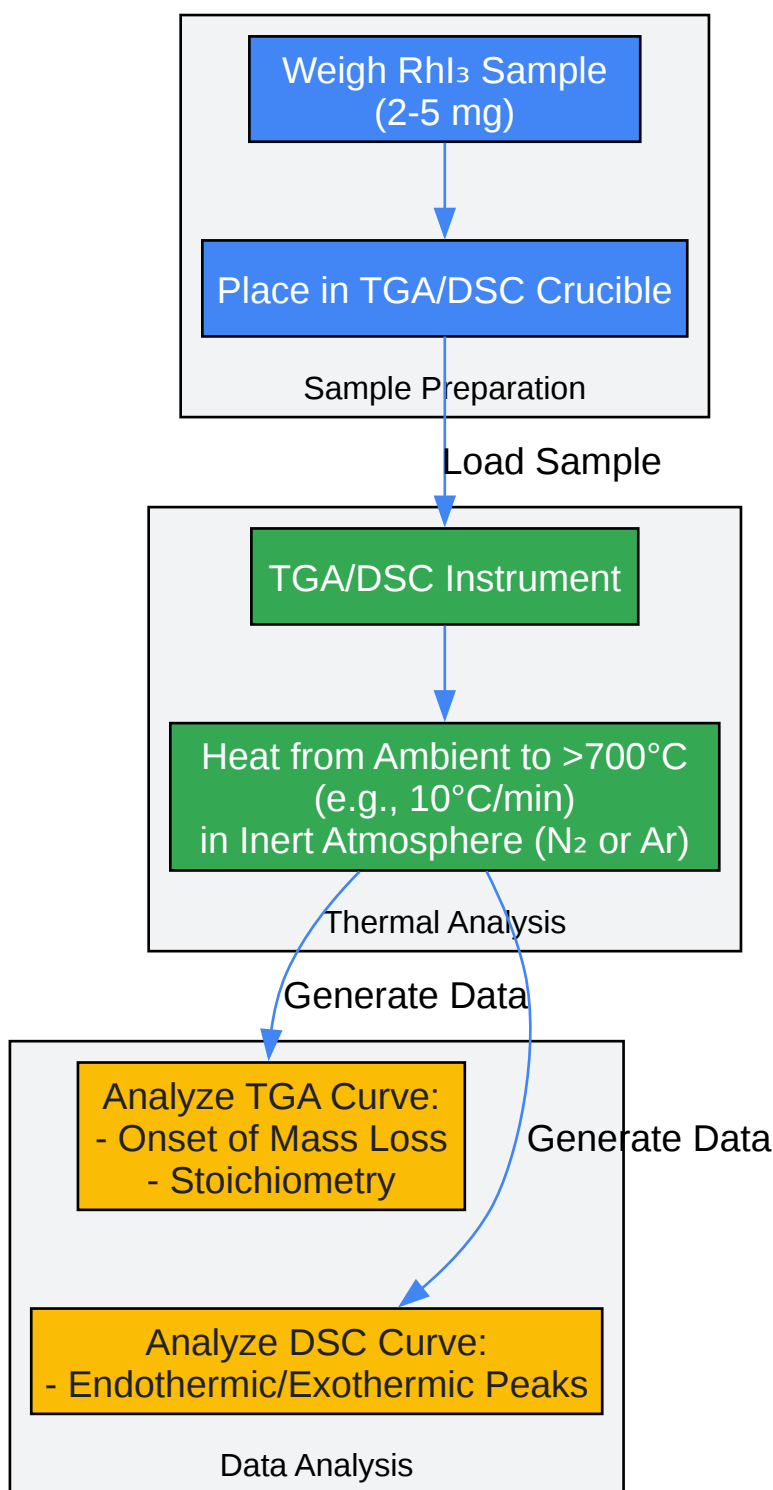 Weigh RhI₃ Sample
(2-5 mg)
Place in TGA/DSC Crucible
Sample Preparation
Load Sample
TGA/DSC Instrument
Heat from Ambient to >700°C
(e.g., 10°C/min)
in Inert Atmosphere (N₂ or Ar)
Thermal Analysis
Generate Data
Analyze TGA Curve:
- Onset of Mass Loss
- Stoichiometry
Generate Data
Analyze DSC Curve:
- Endothermic/Exothermic Peaks
Data Analysis